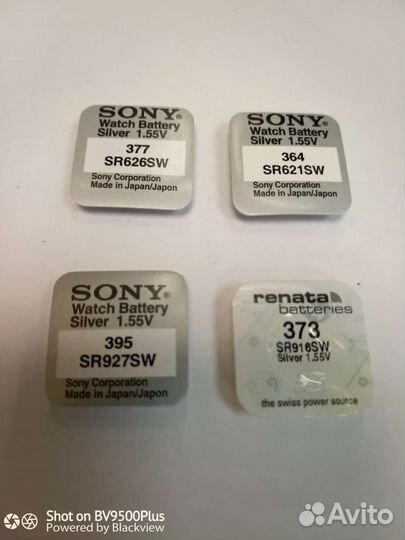 SONY®
Watch Battery
Silver 1.55V
377
SR626SW
Sony Corporation
Made in Japan/Japon
SONY®
Watch Battery
Silver 1.55V
364
SR621SW
Sony Corporation
Made in Japan/Japon
SONY®
Watch Battery
Silver 1.55V
395
SR927SW
Sony Corporation
Made in Japan/Japon
renata
batteries
373
SR916SW
Silver 1.55V
the swiss power source
Shot on BV9500Plus
Powered by Blackview
Avito